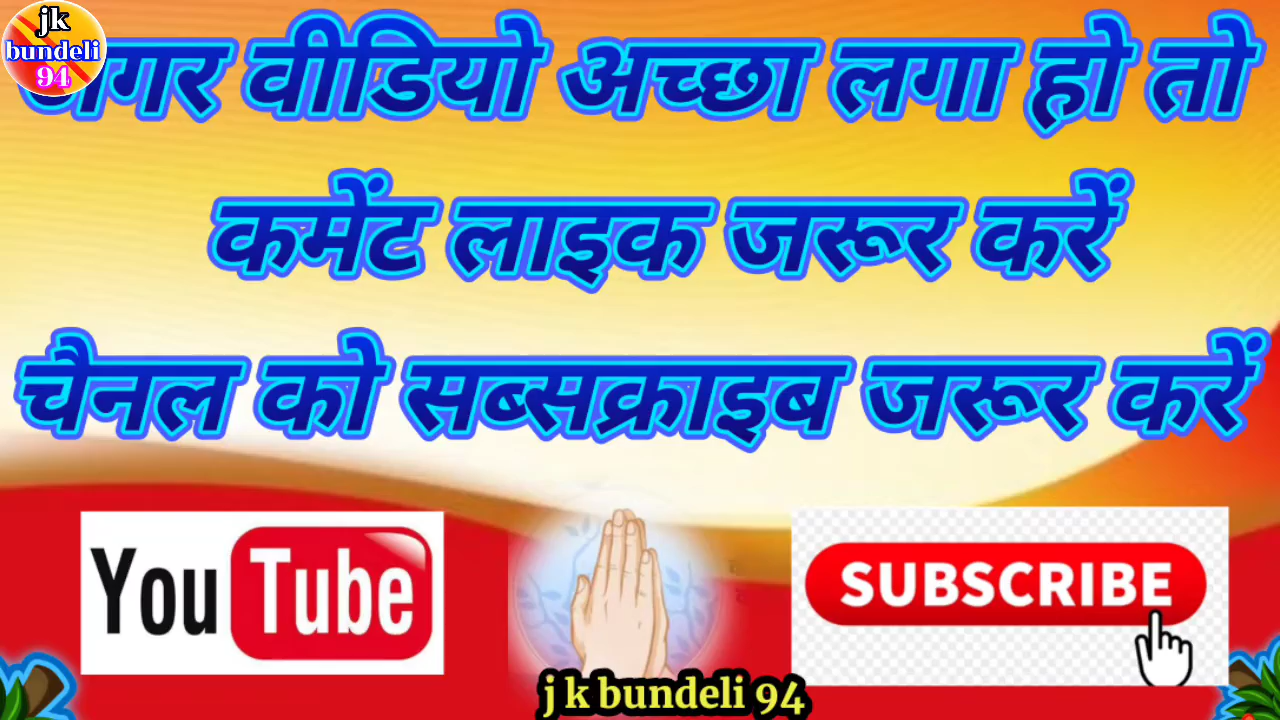 jk
bundeli
94
अगर वीडियो अच्छा लगा हो तो
कमेंट लाइक जरूर करें
चैनल को सब्सक्राइब जरूर करें
YouTube
SUBSCRIBE
j k bundeli 94